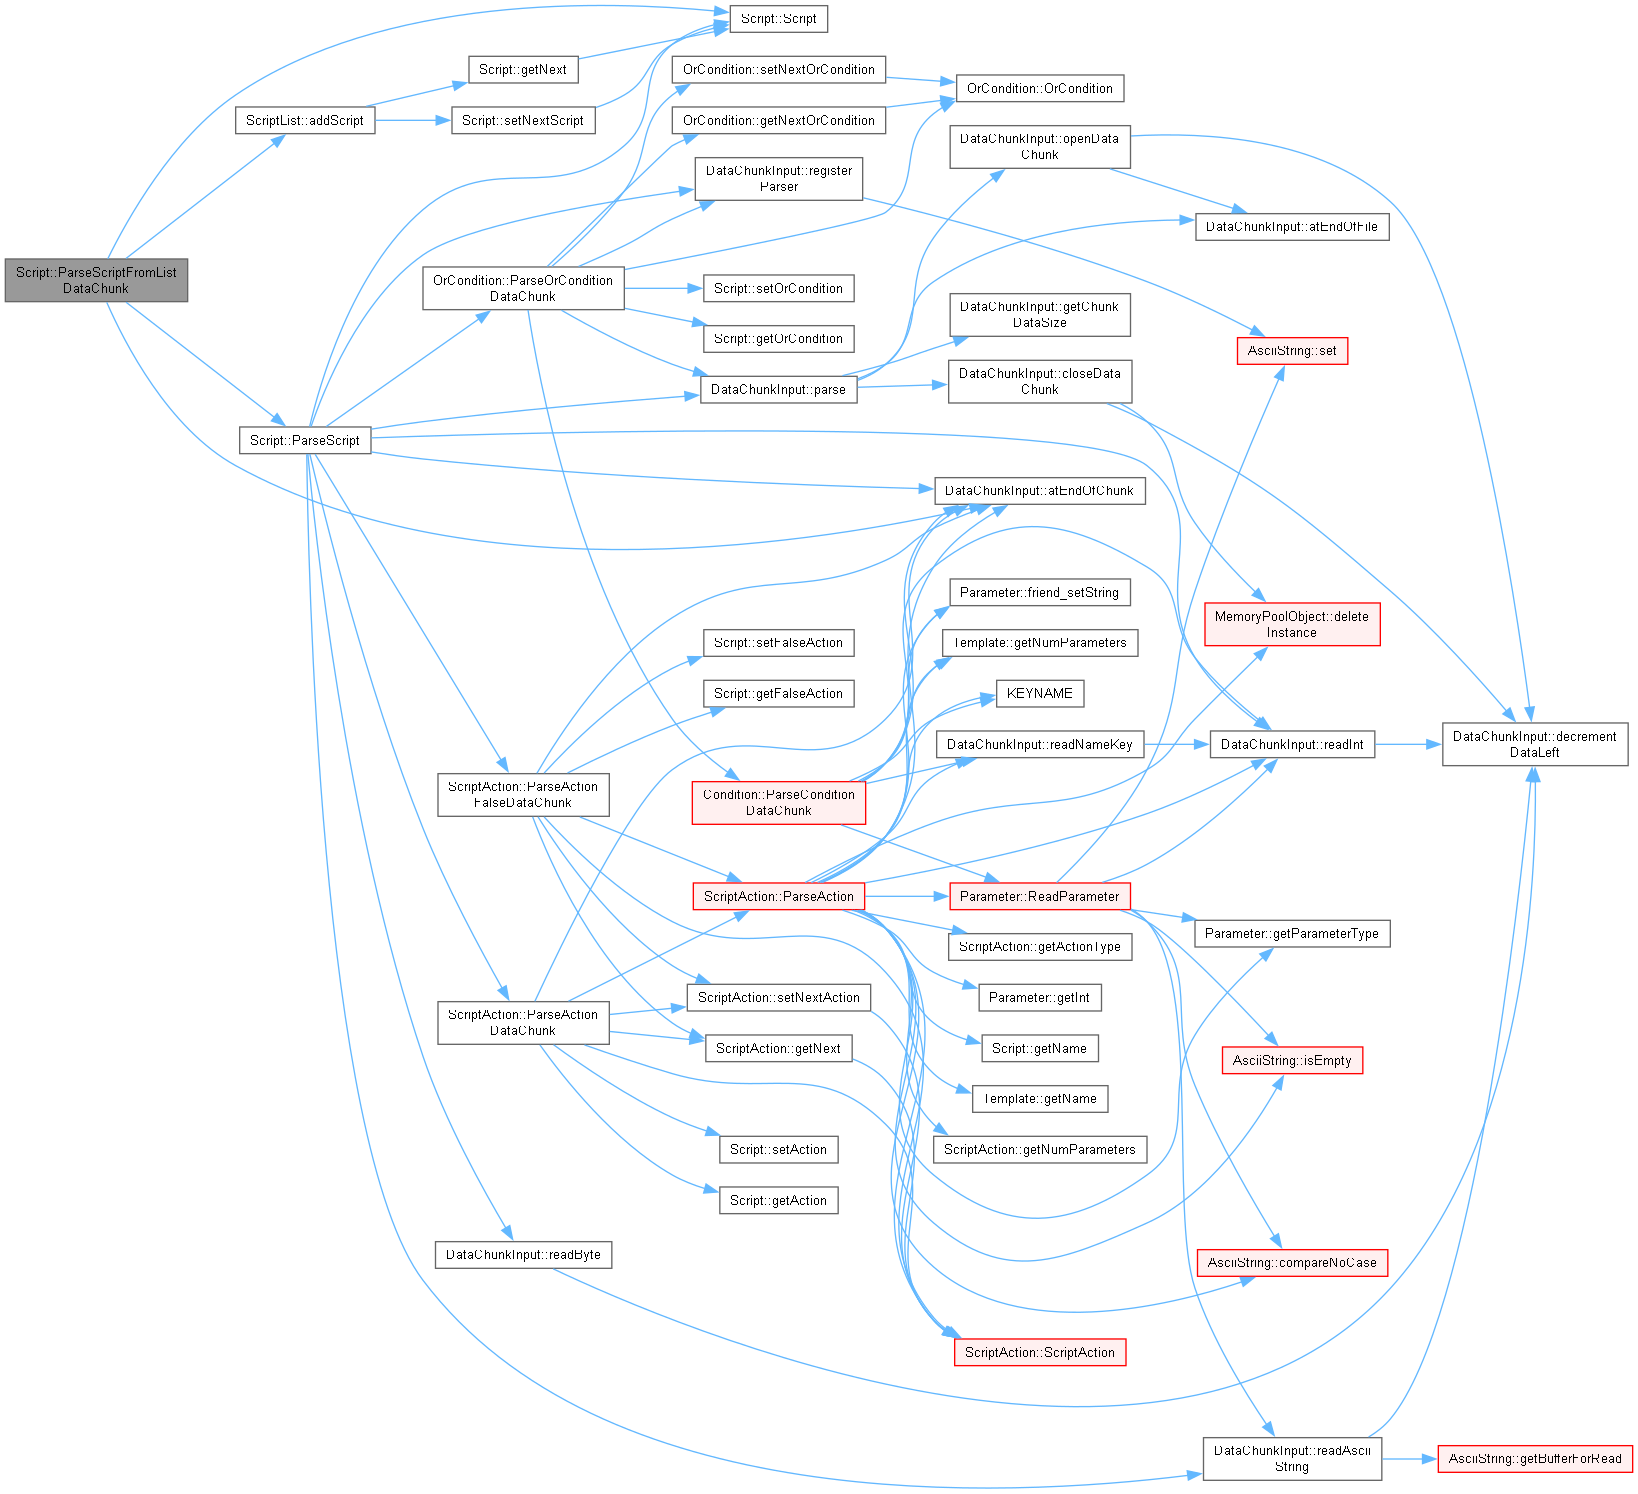 Script::Script
Script::getNext
OrCondition::setNextOrCondition
OrCondition::OrCondition
ScriptList::addScript
Script::setNextScript
OrCondition::getNextOrCondition
DataChunkInput::openData
Chunk
DataChunkInput::register
Parser
DataChunkInput::atEndOfFile
Script::ParseScriptFromList
DataChunk
OrCondition::ParseOrCondition
DataChunk
Script::setOrCondition
DataChunkInput::getChunk
DataSize
Script::getOrCondition
AsciiString::set
DataChunkInput::parse
DataChunkInput::closeData
Chunk
Script::ParseScript
DataChunkInput::atEndOfChunk
Parameter::friend_setString
MemoryPoolObject::delete
Instance
Script::setFalseAction
Template::getNumParameters
Script::getFalseAction
KEYNAME
DataChunkInput::readNameKey
DataChunkInput::readInt
DataChunkInput::decrement
DataLeft
ScriptAction::ParseAction
FalseDataChunk
Condition::ParseCondition
DataChunk
ScriptAction::ParseAction
Parameter::ReadParameter
Parameter::getParameterType
ScriptAction::getActionType
ScriptAction::setNextAction
Parameter::getInt
ScriptAction::ParseAction
DataChunk
ScriptAction::getNext
Script::getName
AsciiString::isEmpty
Template::getName
Script::setAction
ScriptAction::getNumParameters
Script::getAction
DataChunkInput::readByte
AsciiString::compareNoCase
ScriptAction::ScriptAction
DataChunkInput::readAscii
String
AsciiString::getBufferForRead